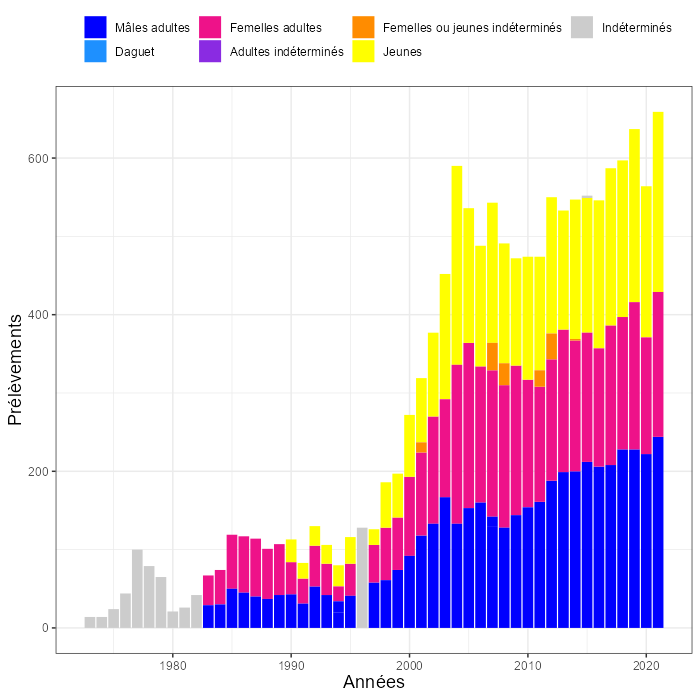 Mâles adultes Femelles adultes Femelles ou jeunes indéterminés Indéterminés
Daguet Adultes indéterminés Jeunes
600
400
200
0
Prélèvements
1980 1990 2000 2010 2020
Années